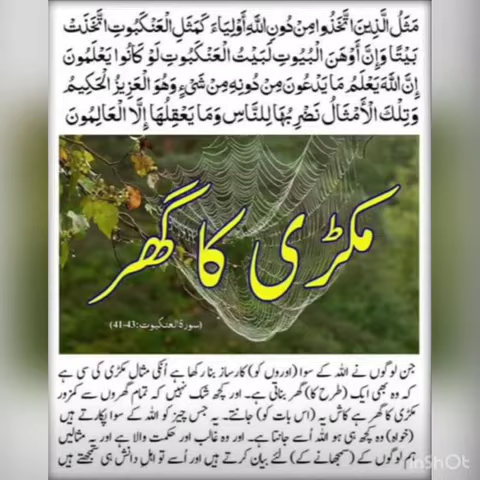 مَثَلُ الَّذِينَ اتَّخَذُوا مِنْ دُونِ اللَّهِ أَوْلِيَاءَ كَمَثَلِ الْعَنْكَبُوتِ اتَّخَذَتْ
بَيْتًا وَإِنَّ أَوْهَنَ الْبُيُوتِ لَبَيْتُ الْعَنْكَبُوتِ لَوْ كَانُوا يَعْلَمُونَ
إِنَّ اللَّهَ يَعْلَمُ مَا يَدْعُونَ مِنْ دُونِهِ مِنْ شَيْءٍ وَهُوَ الْعَزِيزُ الْحَكِيمُ
وَتِلْكَ الْأَمْثَالُ نَضْرِبُهَا لِلنَّاسِ وَمَا يَعْقِلُهَا إِلَّا الْعَالِمُونَ
مکڑی کا گھر
(سورۃ العنکبوت:43-41)
جن لوگوں نے اللہ کے سوا (اوروں کو) کارساز بنا رکھا ہے اُنکی مثال مکڑی کی سی ہے
کہ وہ بھی ایک (طرح کا) گھر بناتی ہے۔ اور کچھ شک نہیں کہ تمام گھروں سے کمزور
مکڑی کا گھر ہے کاش یہ (اس بات کو) جانتے۔ یہ جس چیز کو اللہ کے سوا پکارتے ہیں
(خواہ) وہ کچھ ہی ہو اللہ اُسے جانتا ہے۔ اور وہ غالب اور حکمت والا ہے اور یہ مثالیں
ہم لوگوں کے (سمجھانے کے) لئے بیان کرتے ہیں اور اُسے تو اہلِ دانش ہی سمجھتے ہیں
InShOt